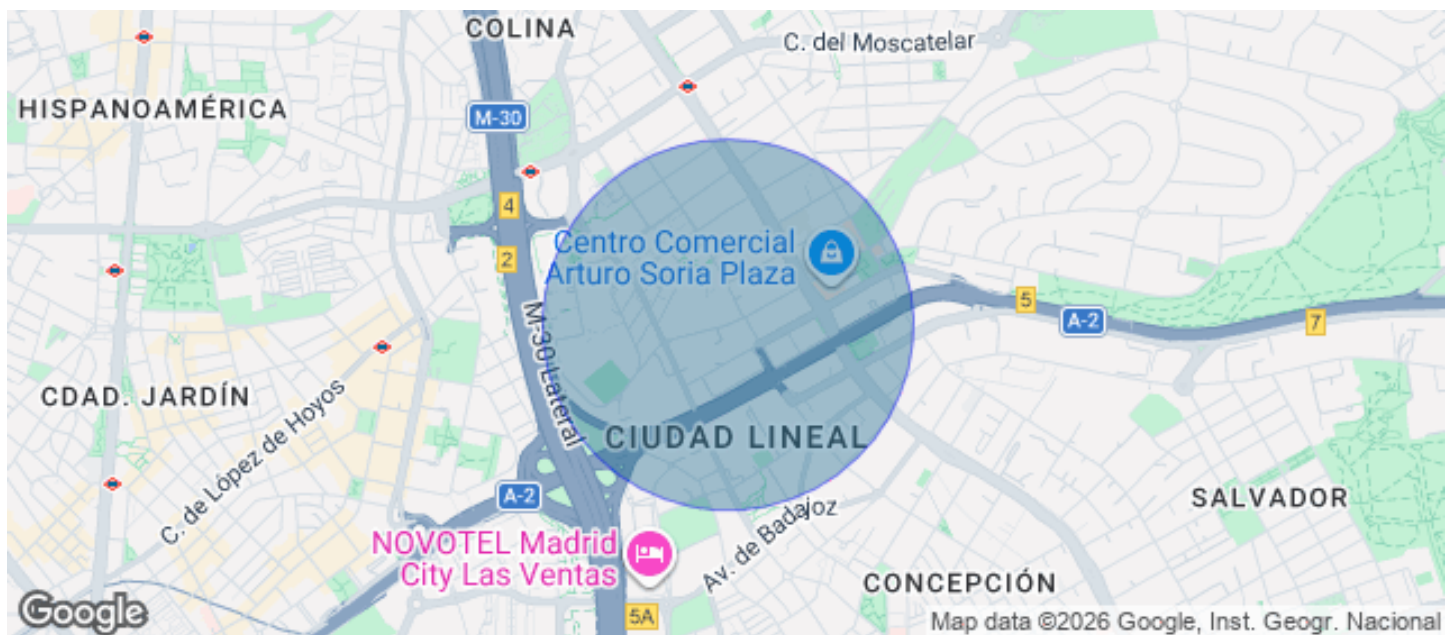 COLINA
C. del Moscatelar
HISPANOAMÉRICA
M-30
4
Centro Comercial
Arturo Soria Plaza
2
5
A-2
7
M-30 Lateral
CDAD. JARDÍN
C. de López de Hoyos
CIUDAD LINEAL
A-2
SALVADOR
Av. de Badajoz
NOVOTEL Madrid
City Las Ventas
CONCEPCIÓN
5A
Google
Map data ©2026 Google, Inst. Geogr. Nacional